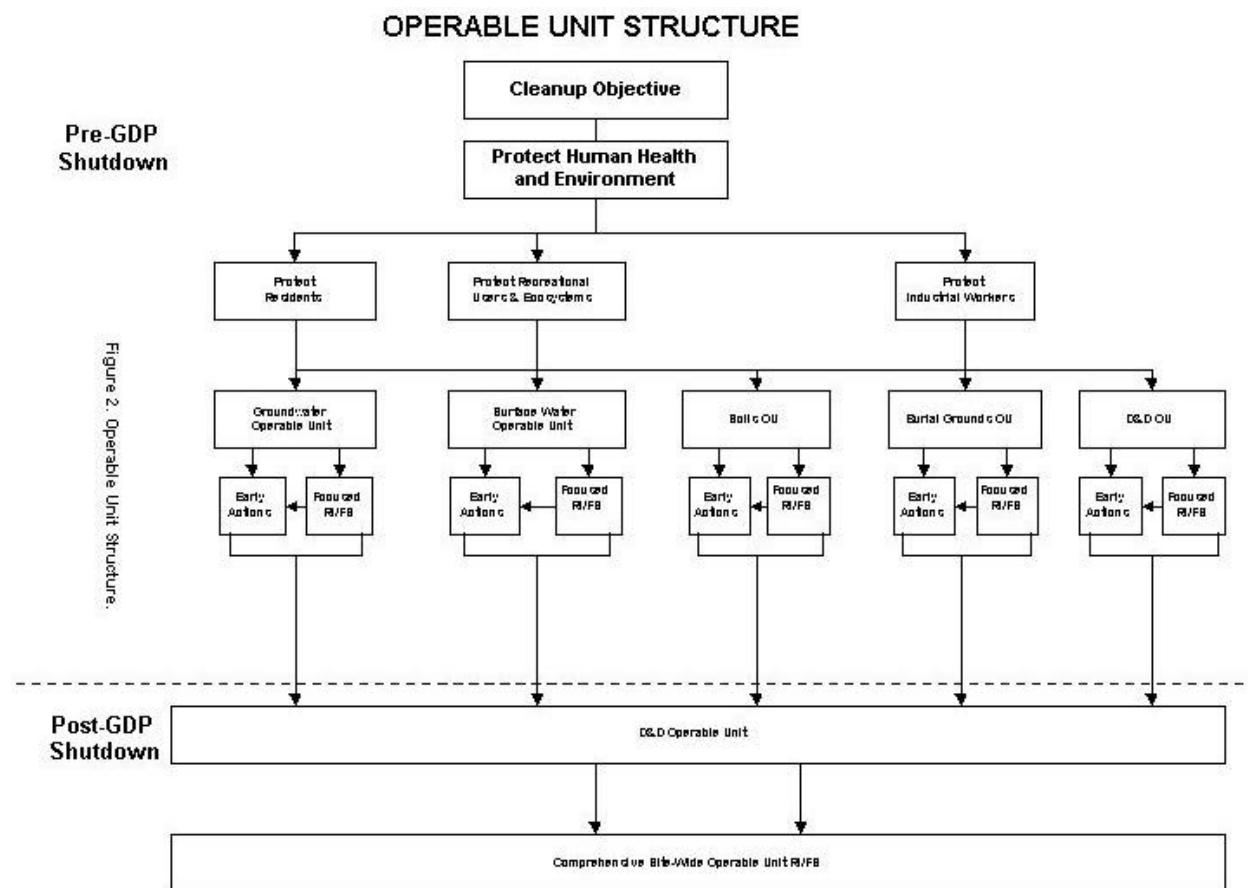 OPERABLE UNIT STRUCTURE
Cleanup Objective
Pre-GDP
Shutdown
Protect Human Health
and Environment
Protect
Residents
Protect Recreational
Users & Ecosystems
Protect
Industrial Workers
Figure 2. Operable Unit Structure.
Groundwater
Operable Unit
Surface Water
Operable Unit
Soils OU
Burial Grounds OU
D&D OU
Early
Actions
Focused
RI/FS
Early
Actions
Focused
RI/FS
Early
Actions
Focused
RI/FS
Early
Actions
Focused
RI/FS
Early
Actions
Focused
RI/FS
Post-GDP
Shutdown
D&D Operable Unit
Comprehensive Site-Wide Operable Unit RI/FS